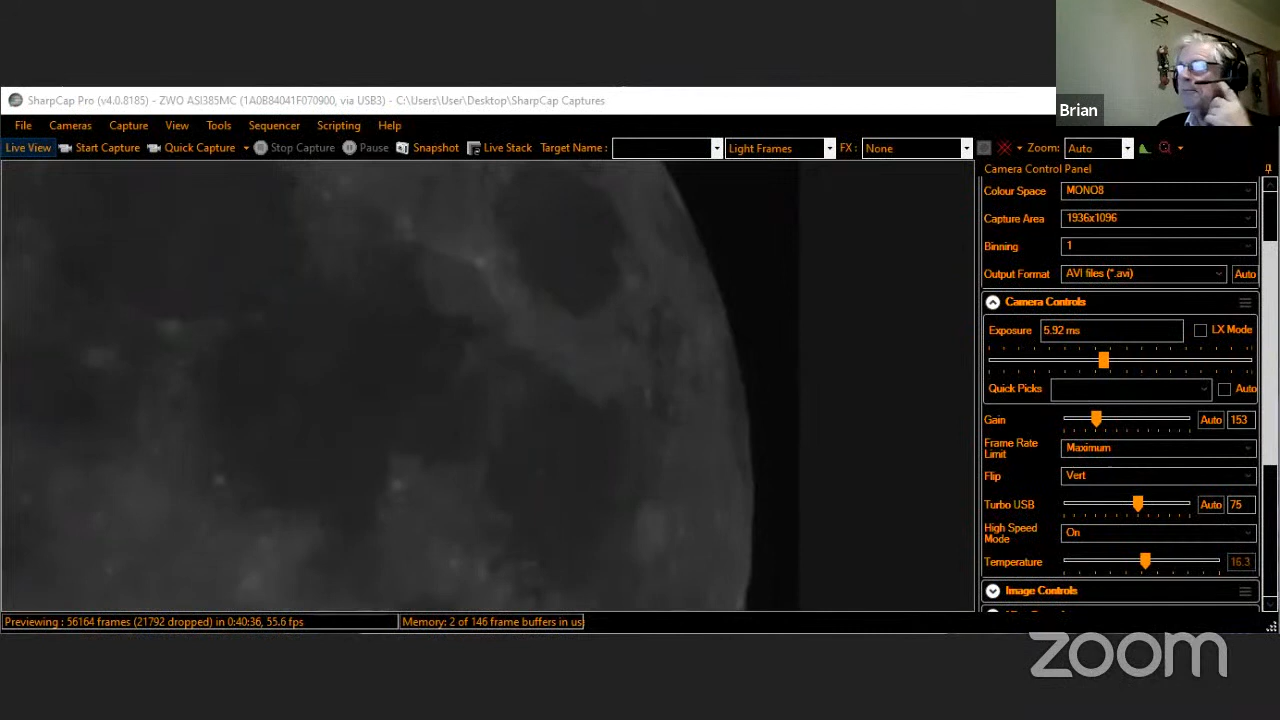 Brian
SharpCap Pro (v4.0.8185) - ZWO ASI385MC (1A0B84041F070900, via USB3) - C:\Users\User\Desktop\SharpCap Captures
File Cameras Capture View Tools Sequencer Scripting Help
Live View Start Capture Quick Capture Stop Capture Pause Snapshot Live Stack Target Name : Light Frames FX : None Zoom: Auto
Camera Control Panel
Colour Space MONO8
Capture Area 1936x1096
Binning 1
Output Format AVI files (*.avi) Auto
Camera Controls
Exposure 5.92 ms LX Mode
Quick Picks Auto
Gain Auto 153
Frame Rate Limit Maximum
Flip Vert
Turbo USB Auto 75
High Speed Mode On
Temperature 16.3
Image Controls
Previewing : 56164 frames (21792 dropped) in 0:40:36, 55.6 fps Memory: 2 of 146 frame buffers in us
zoom